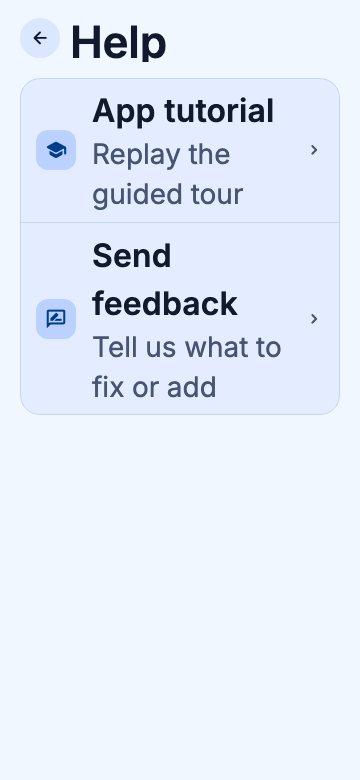 Help
App tutorial
Replay the
guided tour
Send
feedback
Tell us what to
fix or add